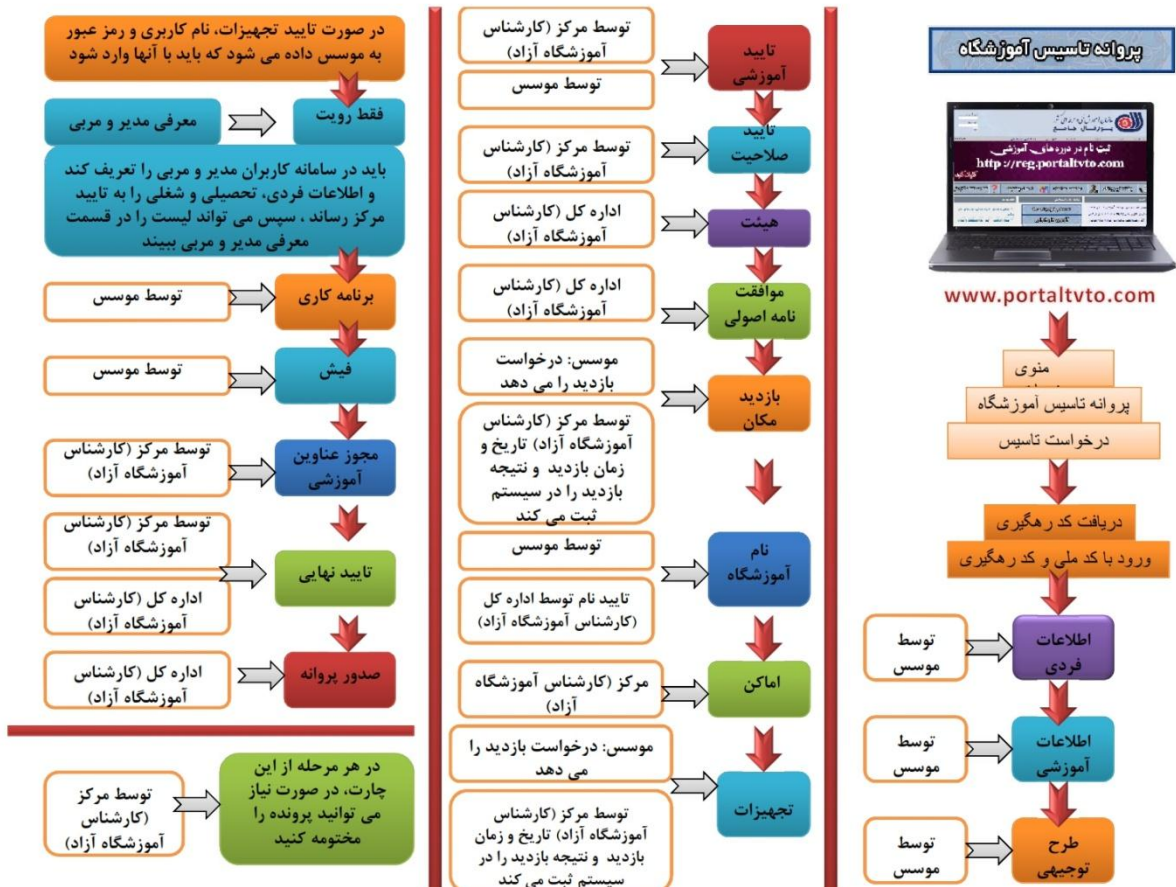 پروانه تاسیس آموزشگاه
پورتال جامع
ثبت نام در دوره های آموزشی
http://reg.portaltvto.com
www.portaltvto.com
منوی
پروانه تاسیس آموزشگاه
درخواست تاسیس
دریافت کد رهگیری
ورود با کد ملی و کد رهگیری
اطلاعات
فردی
توسط
موسس
اطلاعات
آموزشی
توسط
موسس
طرح
توجیهی
توسط
موسس
تایید
آموزشی
توسط مرکز (کارشناس
آموزشگاه آزاد)
توسط موسس
تایید
صلاحیت
توسط مرکز (کارشناس
آموزشگاه آزاد)
هیئت
اداره کل (کارشناس
آموزشگاه آزاد)
موافقت
نامه اصولی
اداره کل (کارشناس
آموزشگاه آزاد)
بازدید
مکان
موسس: درخواست
بازدید را می دهد
توسط مرکز (کارشناس
آموزشگاه آزاد) تاریخ و
زمان بازدید و نتیجه
بازدید را در سیستم
ثبت می کند
نام
آموزشگاه
توسط موسس
تایید نام توسط اداره کل
(کارشناس آموزشگاه آزاد)
اماکن
مرکز (کارشناس آموزشگاه
آزاد)
تجهیزات
موسس: درخواست بازدید را
می دهد
توسط مرکز (کارشناس
آموزشگاه آزاد) تاریخ و زمان
بازدید و نتیجه بازدید را در
سیستم ثبت می کند
در صورت تایید تجهیزات، نام کاربری و رمز عبور
به موسس داده می شود که باید با آنها وارد شود
فقط رویت
معرفی مدیر و مربی
باید در سامانه کاربران مدیر و مربی را تعریف کند
و اطلاعات فردی، تحصیلی و شغلی را به تایید
مرکز رساند ، سپس می تواند لیست را در قسمت
معرفی مدیر و مربی ببیند
برنامه کاری
توسط موسس
فیش
توسط موسس
مجوز عناوین
آموزشی
توسط مرکز (کارشناس
آموزشگاه آزاد)
تایید نهایی
توسط مرکز (کارشناس
آموزشگاه آزاد)
اداره کل (کارشناس
آموزشگاه آزاد)
صدور پروانه
اداره کل (کارشناس
آموزشگاه آزاد)
در هر مرحله از این
چارت، در صورت نیاز
می توانید پرونده را
مختومه کنید
توسط مرکز
(کارشناس
آموزشگاه آزاد)